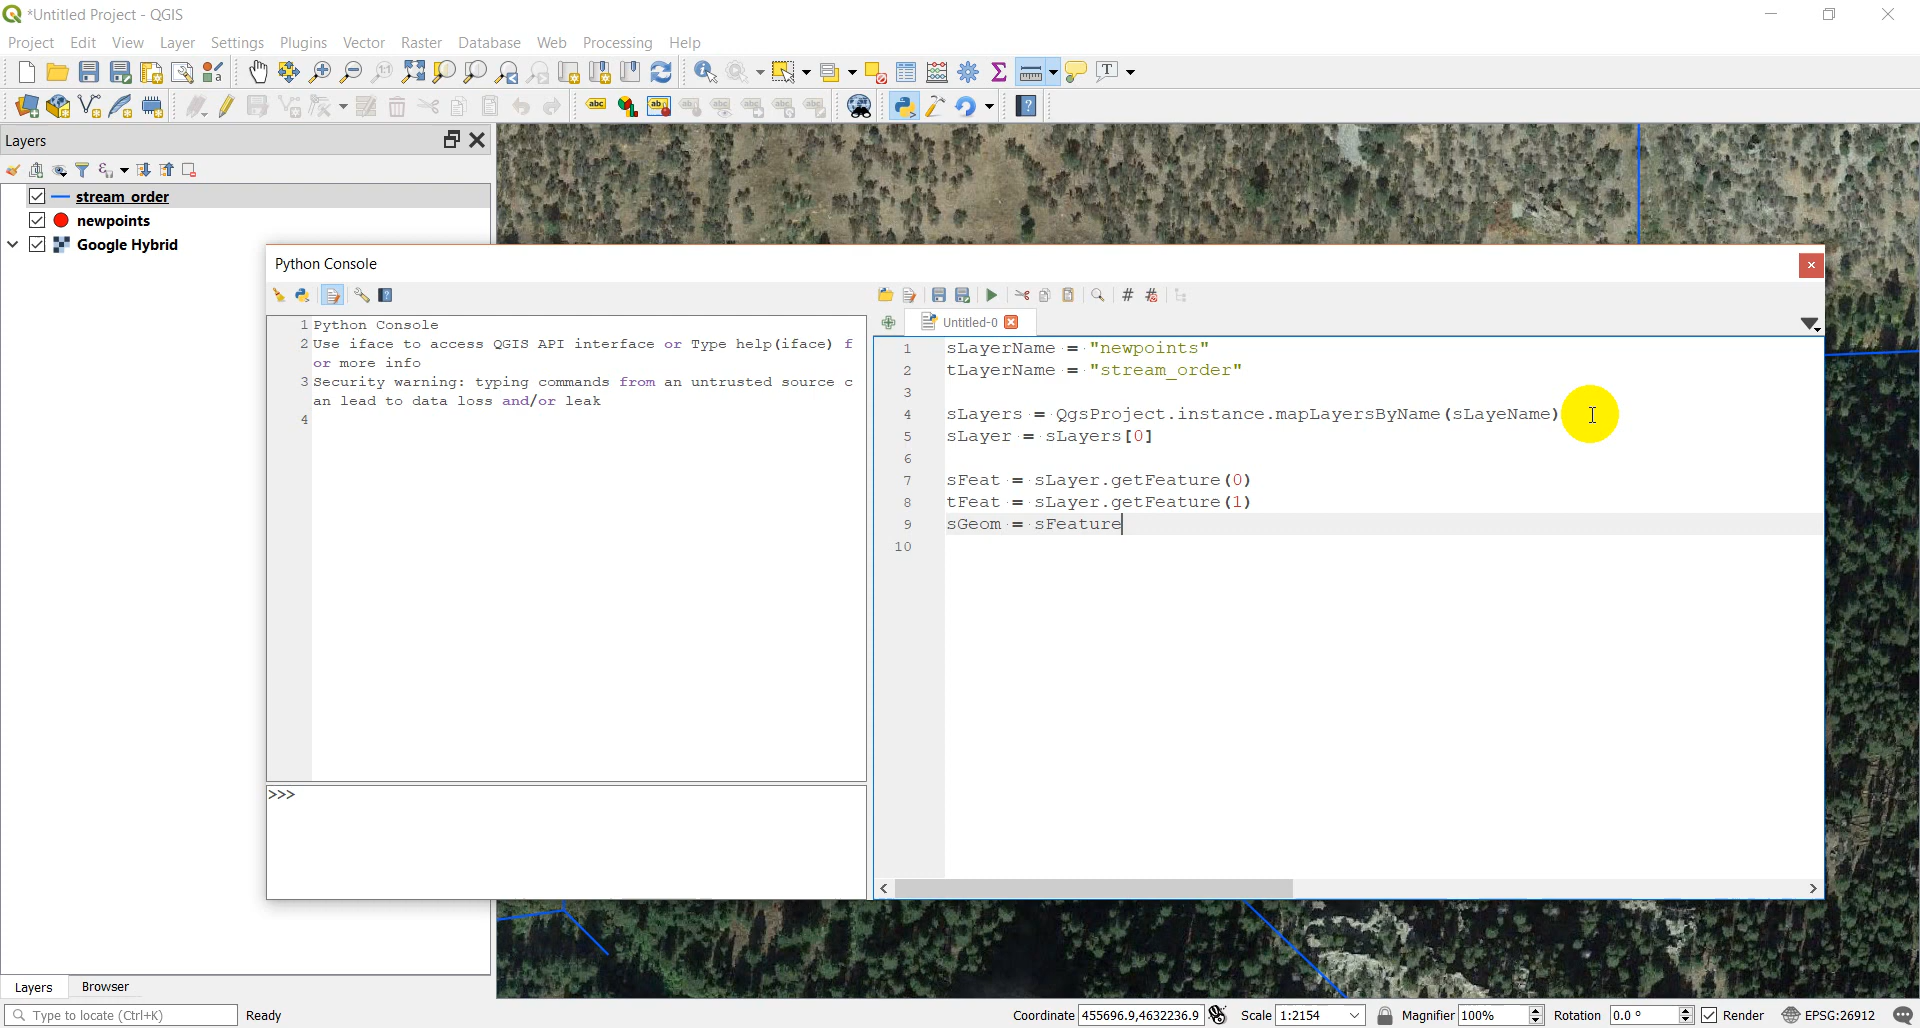 *Untitled Project - QGIS
Project Edit View Layer Settings Plugins Vector Raster Database Web Processing Help
Layers
stream_order
newpoints
Google Hybrid
Python Console
Untitled-0
1 Python Console
2 Use iface to access QGIS API interface or Type help(iface) f
or more info
3 Security warning: typing commands from an untrusted source c
an lead to data loss and/or leak
4
>>>
1 sLayerName = "newpoints"
2 tLayerName = "stream_order"
3
4 sLayers = QgsProject.instance.mapLayersByName(sLayeName)
5 sLayer = sLayers[0]
6
7 sFeat = sLayer.getFeature(0)
8 tFeat = sLayer.getFeature(1)
9 sGeom = sFeature
10
Layers Browser
Type to locate (Ctrl+K) Ready Coordinate 455696.9,4632236.9 Scale 1:2154 Magnifier 100% Rotation 0.0 ° Render EPSG:26912